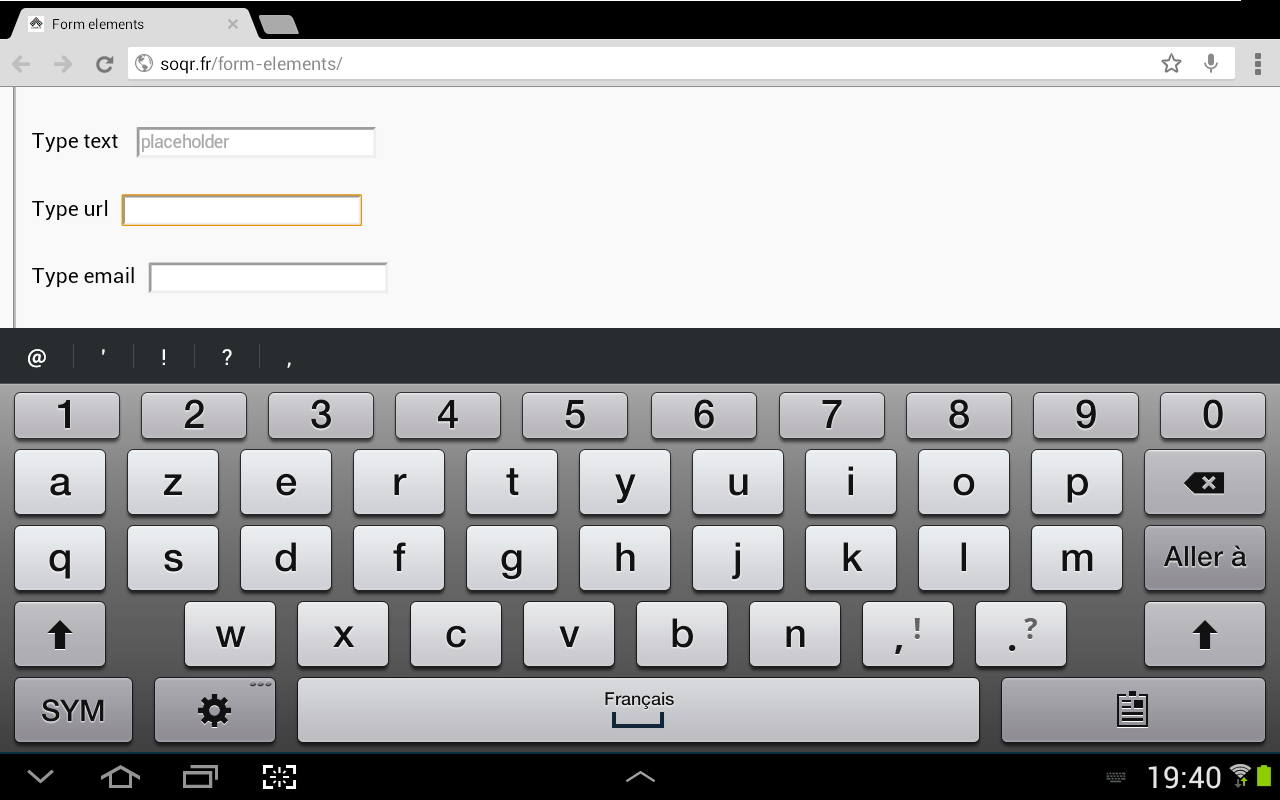 Form elements
soqr.fr/form-elements/
Type text placeholder
Type url
Type email
@ ' ! ? ,
1 2 3 4 5 6 7 8 9 0
a z e r t y u i o p
q s d f g h j k l m Aller à
w x c v b n , ! . ?
SYM Français
19:40